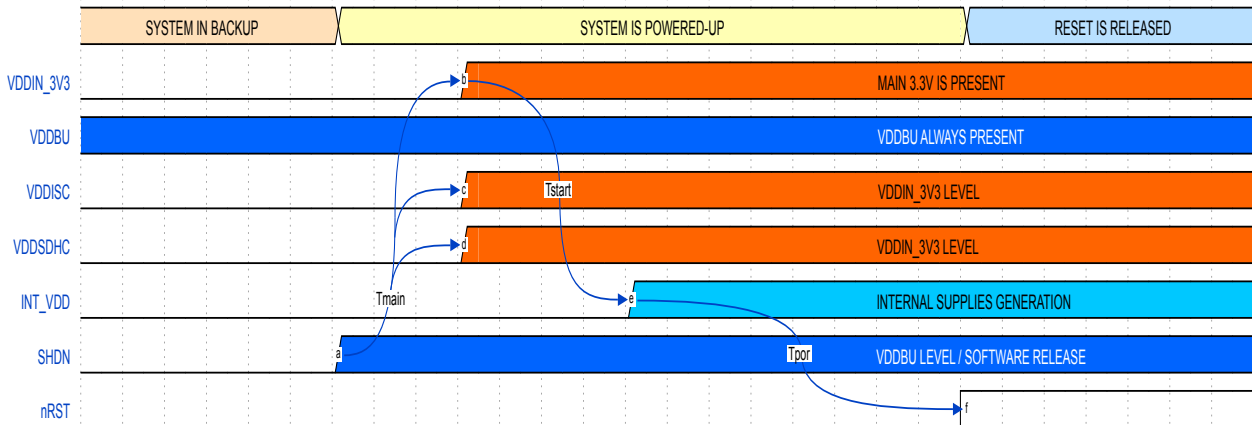 SYSTEM IN BACKUP SYSTEM IS POWERED-UP RESET IS RELEASED
VDDIN_3V3 b MAIN 3.3V IS PRESENT
VDDBU VDDBU ALWAYS PRESENT
VDDISC c Tstart VDDIN_3V3 LEVEL
VDDSDHC d VDDIN_3V3 LEVEL
INT_VDD Tmain e INTERNAL SUPPLIES GENERATION
SHDN a Tpor VDDBU LEVEL / SOFTWARE RELEASE
nRST f